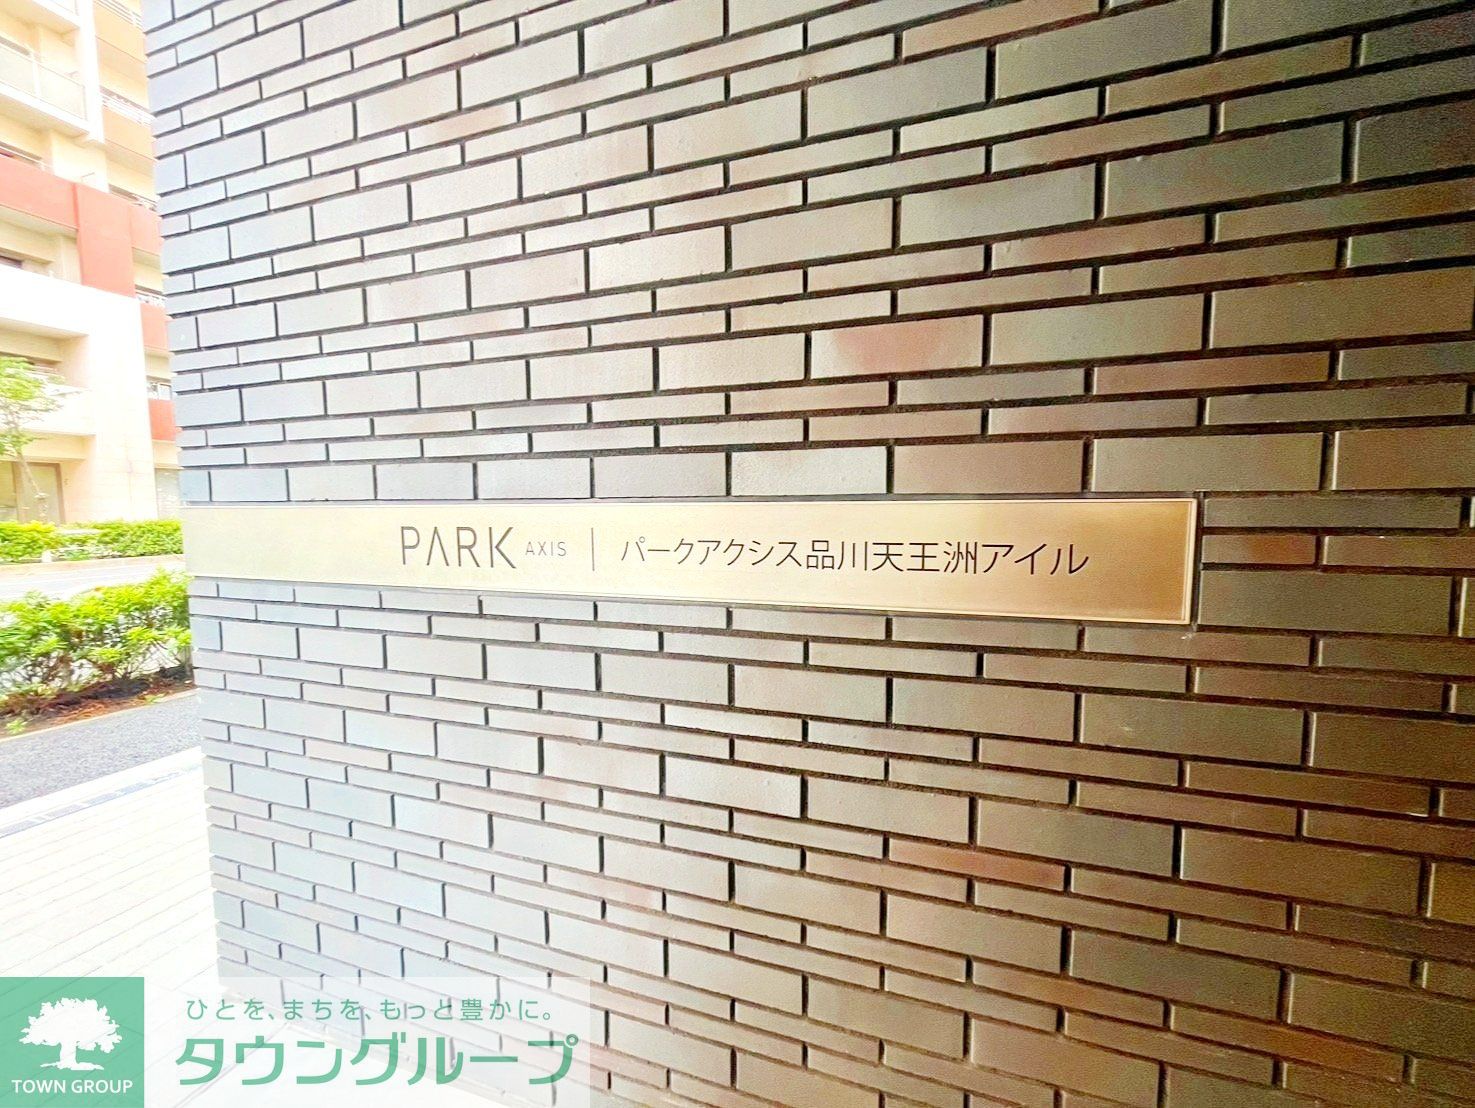 PARK AXIS | パークアクシス品川天王洲アイル
ひとを、まちを、もっと豊かに。
タウングループ
TOWN GROUP